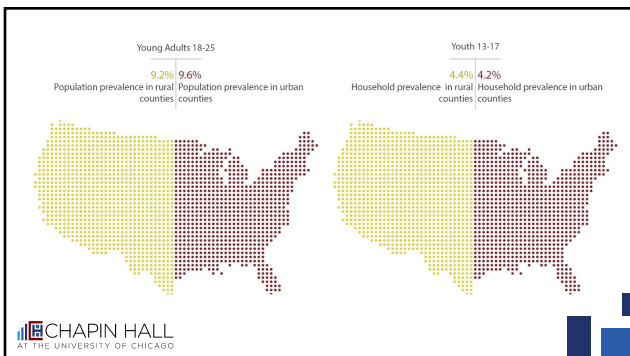 Young Adults 18-25
9.2% 9.6%
Population prevalence in rural counties
Population prevalence in urban counties
Youth 13-17
4.4% 4.2%
Household prevalence in rural counties
Household prevalence in urban counties
CHAPIN HALL
AT THE UNIVERSITY OF CHICAGO